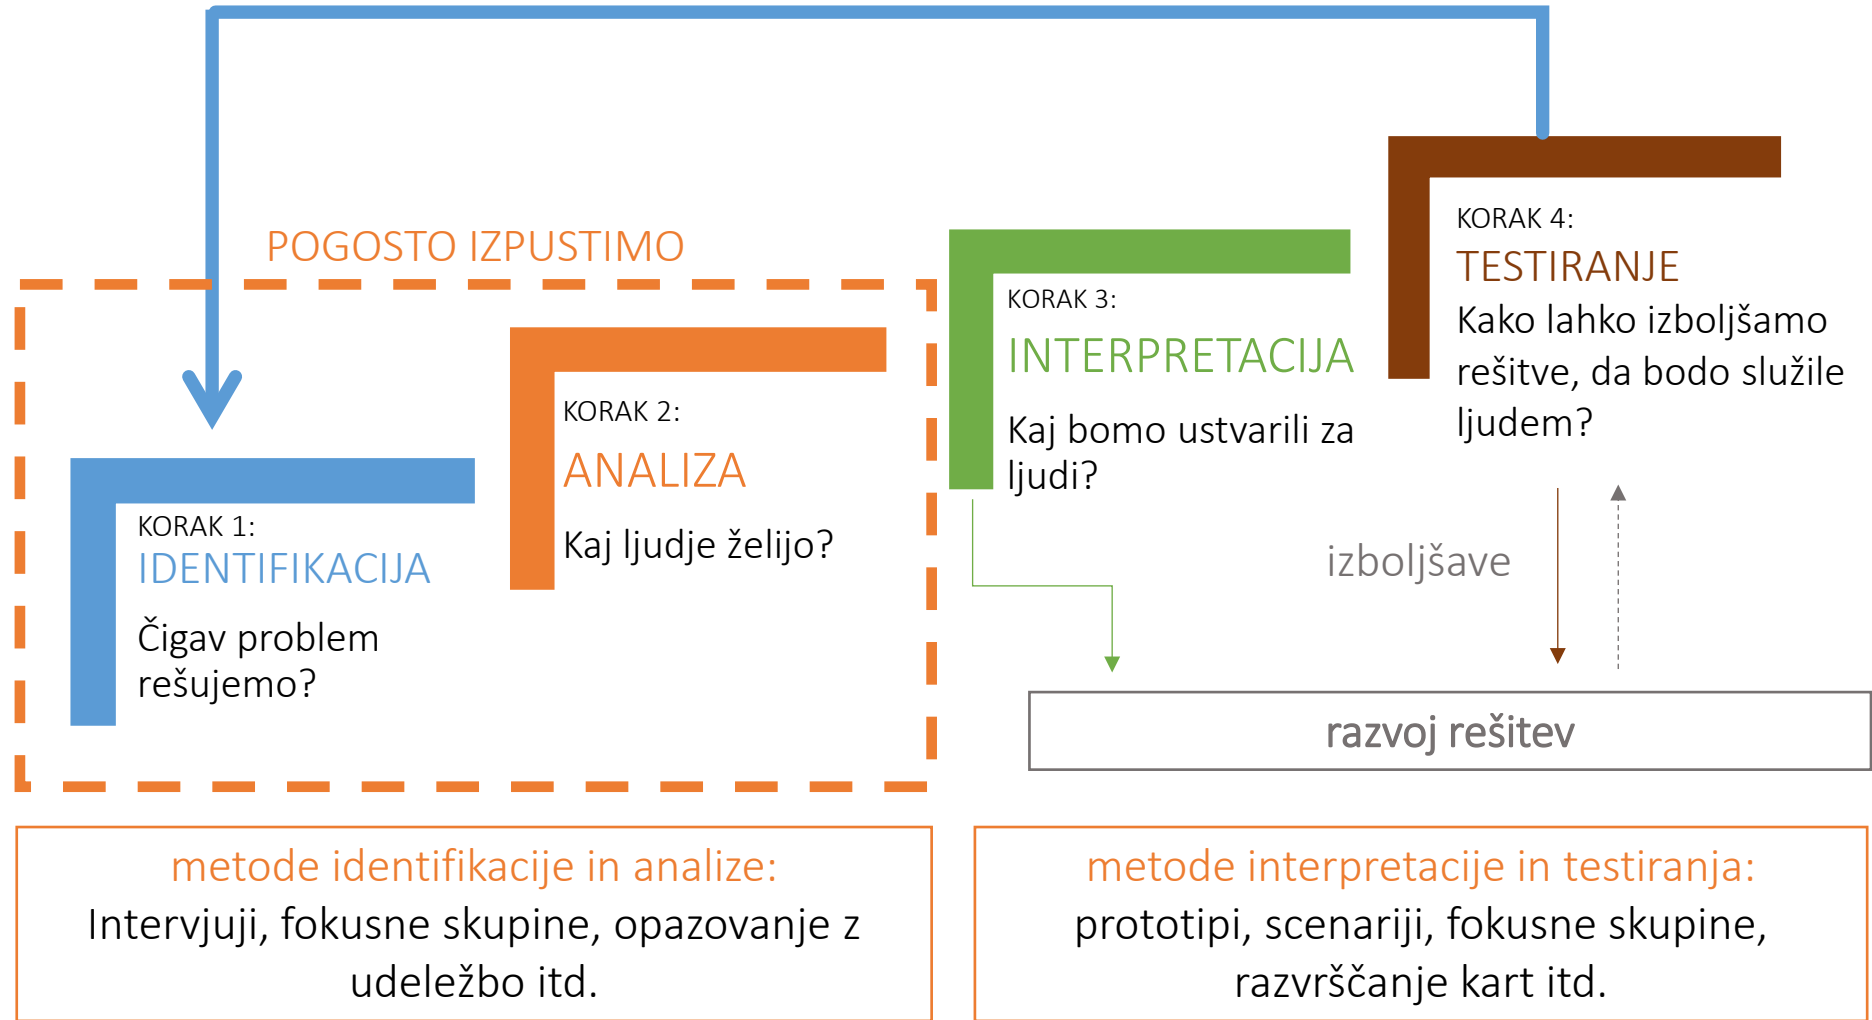 POGOSTO IZPUSTIMO
KORAK 1:
IDENTIFIKACIJA
Čigav problem
rešujemo?
KORAK 2:
ANALIZA
Kaj ljudje želijo?
KORAK 3:
INTERPRETACIJA
Kaj bomo ustvarili za
ljudi?
KORAK 4:
TESTIRANJE
Kako lahko izboljšamo
rešitve, da bodo služile
ljudem?
izboljšave
razvoj rešitev
metode identifikacije in analize:
Intervjuji, fokusne skupine, opazovanje z
udeležbo itd.
metode interpretacije in testiranja:
prototipi, scenariji, fokusne skupine,
razvrščanje kart itd.